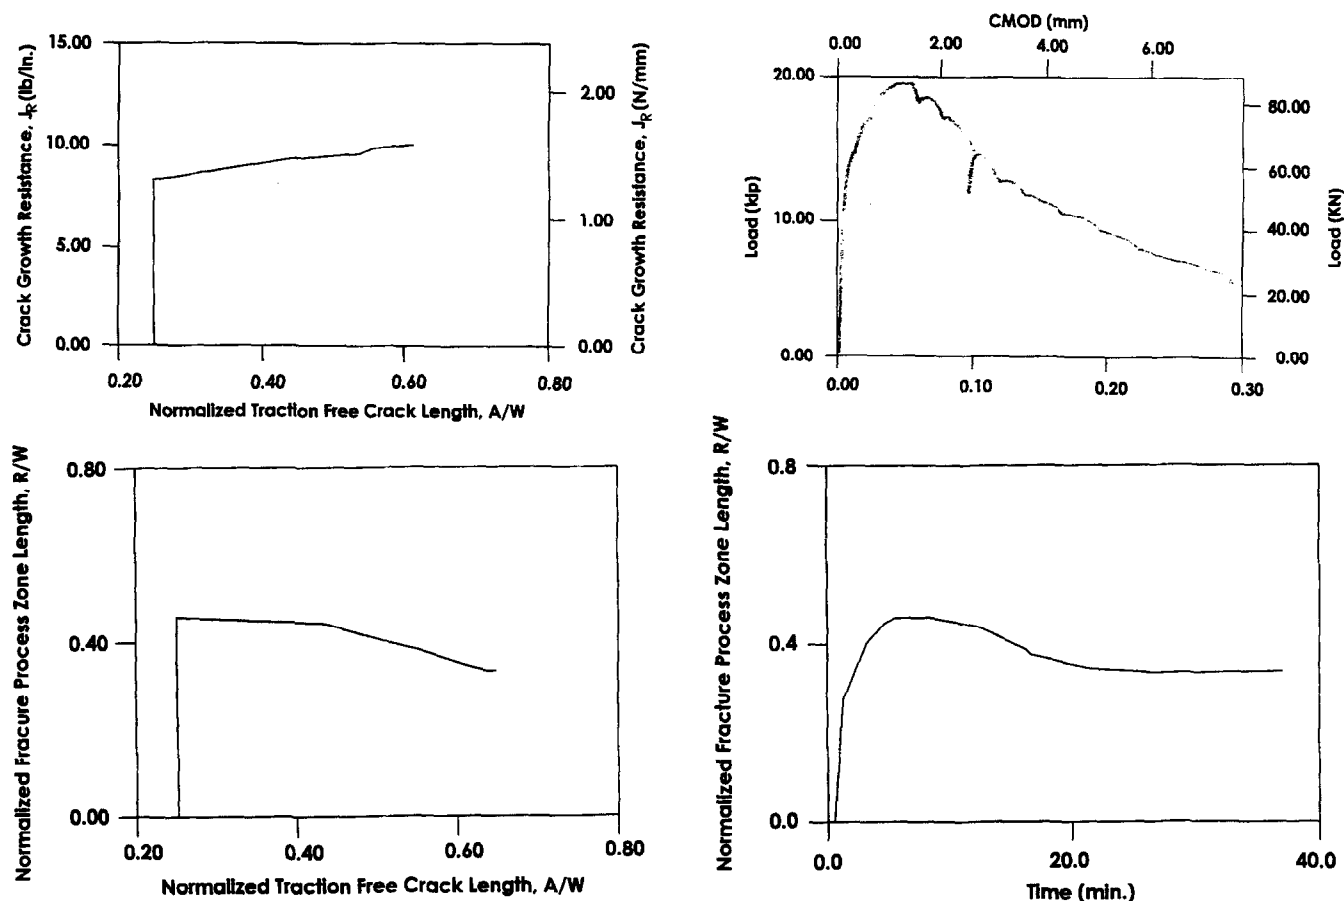 15.00
10.00
5.00
0.00
Crack Growth Resistance, JR(lb/in.)
2.00
1.00
0.00
Crack Growth Resistance, JR(N/mm)
0.20 0.40 0.60 0.80
Normalized Traction Free Crack Length, A/W
CMOD (mm)
0.00 2.00 4.00 6.00
20.00
10.00
0.00
Load (kip)
80.00
60.00
40.00
20.00
0.00
Load (KN)
0.00 0.10 0.20 0.30
0.80
0.40
0.00
Normalized Fracure Process Zone Length, R/W
0.20 0.40 0.60 0.80
Normalized Traction Free Crack Length, A/W
0.8
0.4
0.0
Normalized Fracture Process Zone Length, R/W
0.0 20.0 40.0
Time (min.)